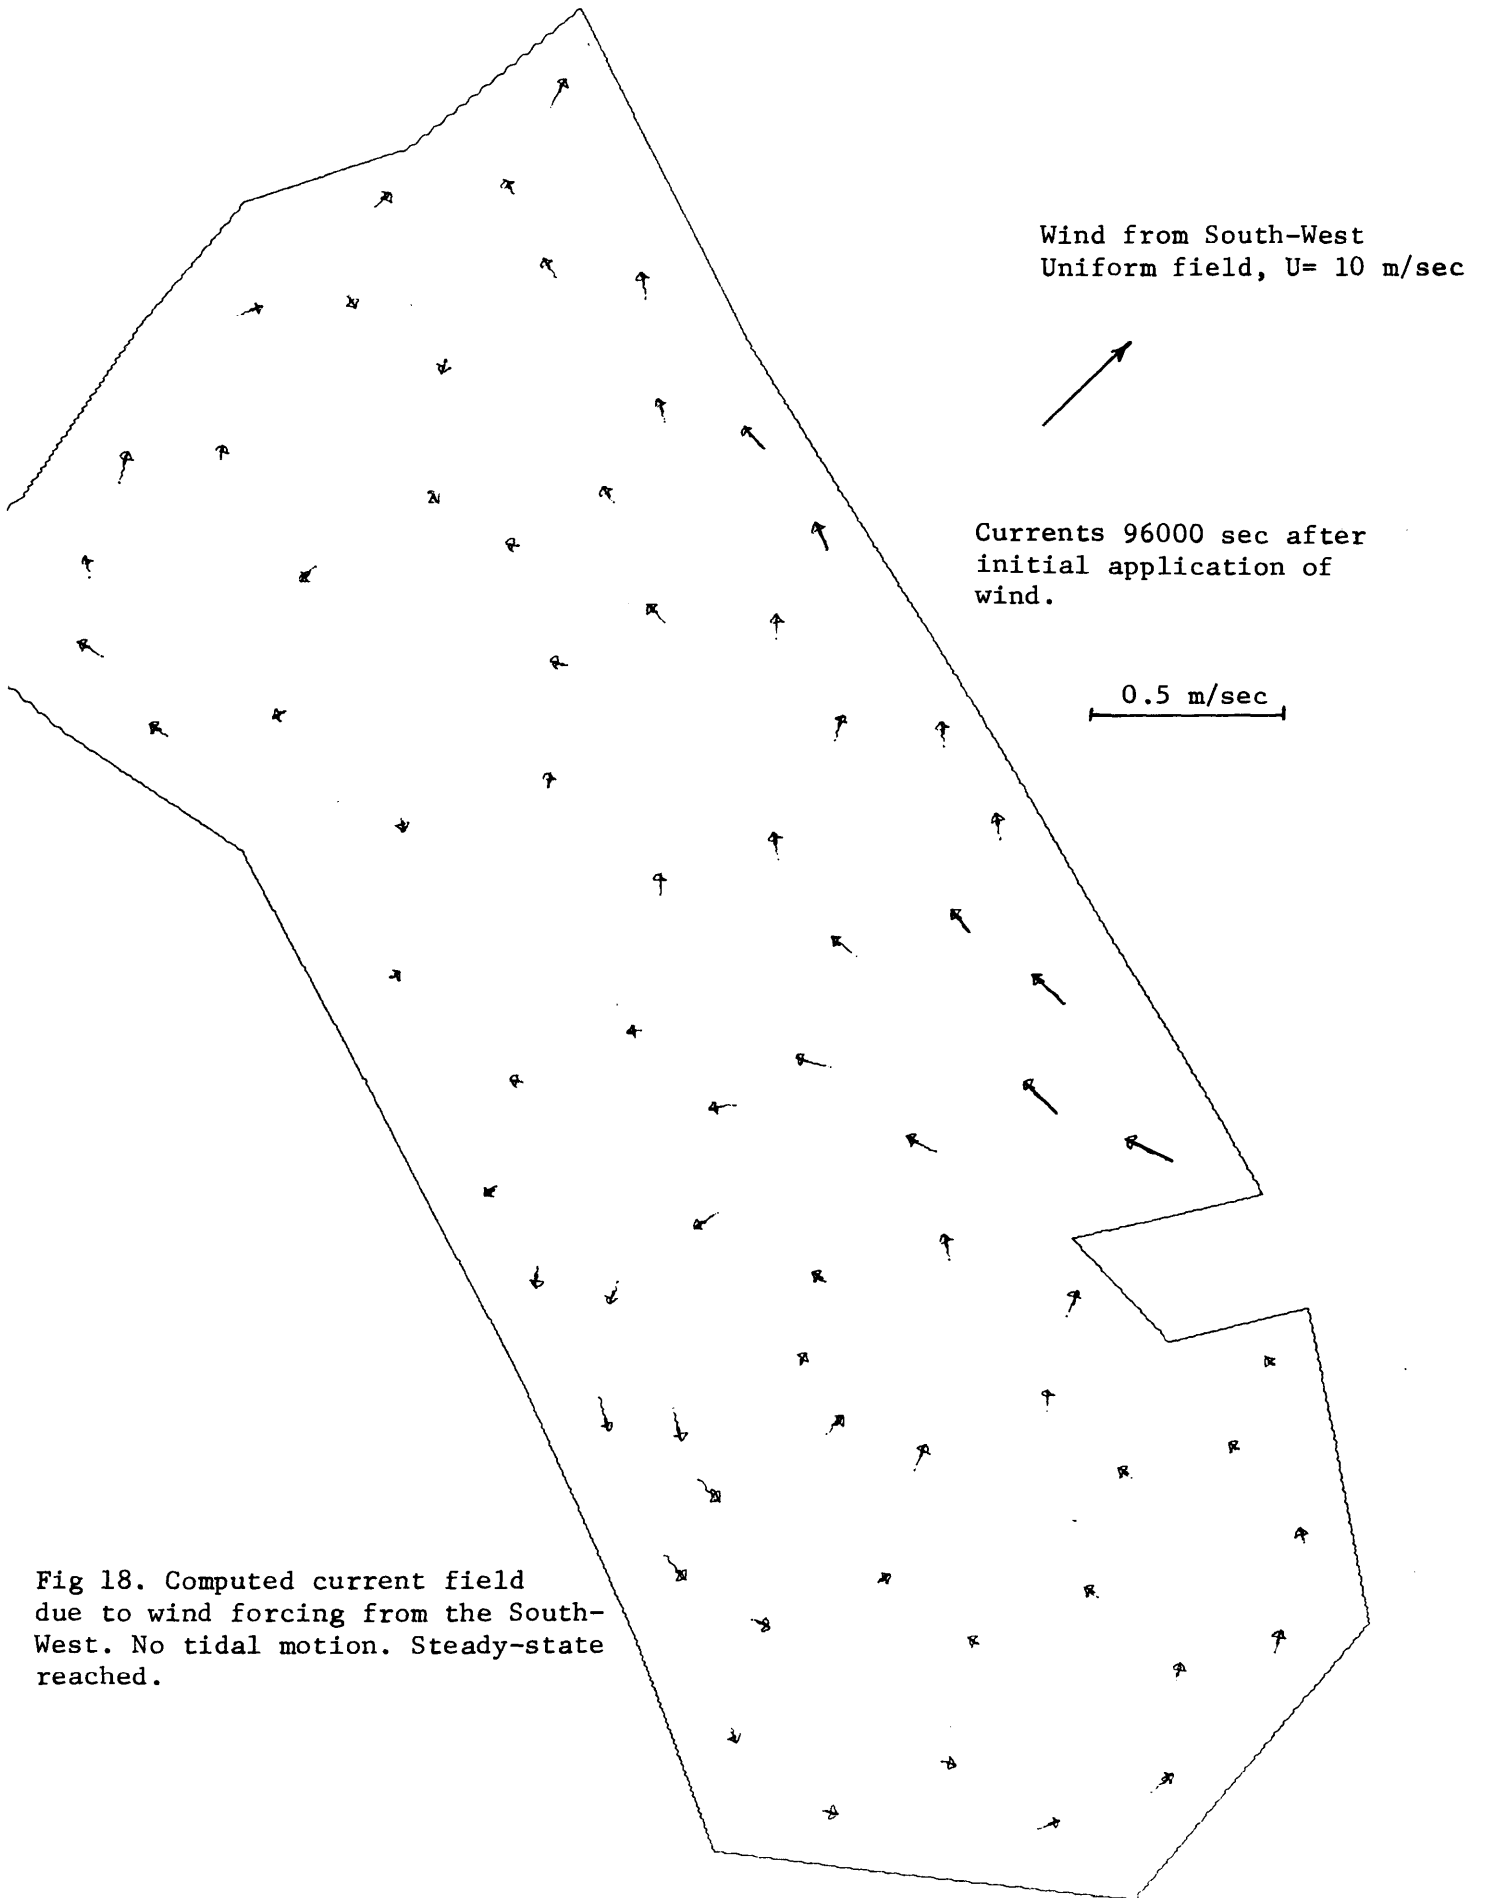 Wind from South-West
Uniform field, U= 10 m/sec
Currents 96000 sec after
initial application of
wind.
0.5 m/sec
Fig 18. Computed current field
due to wind forcing from the South-
West. No tidal motion. Steady-state
reached.